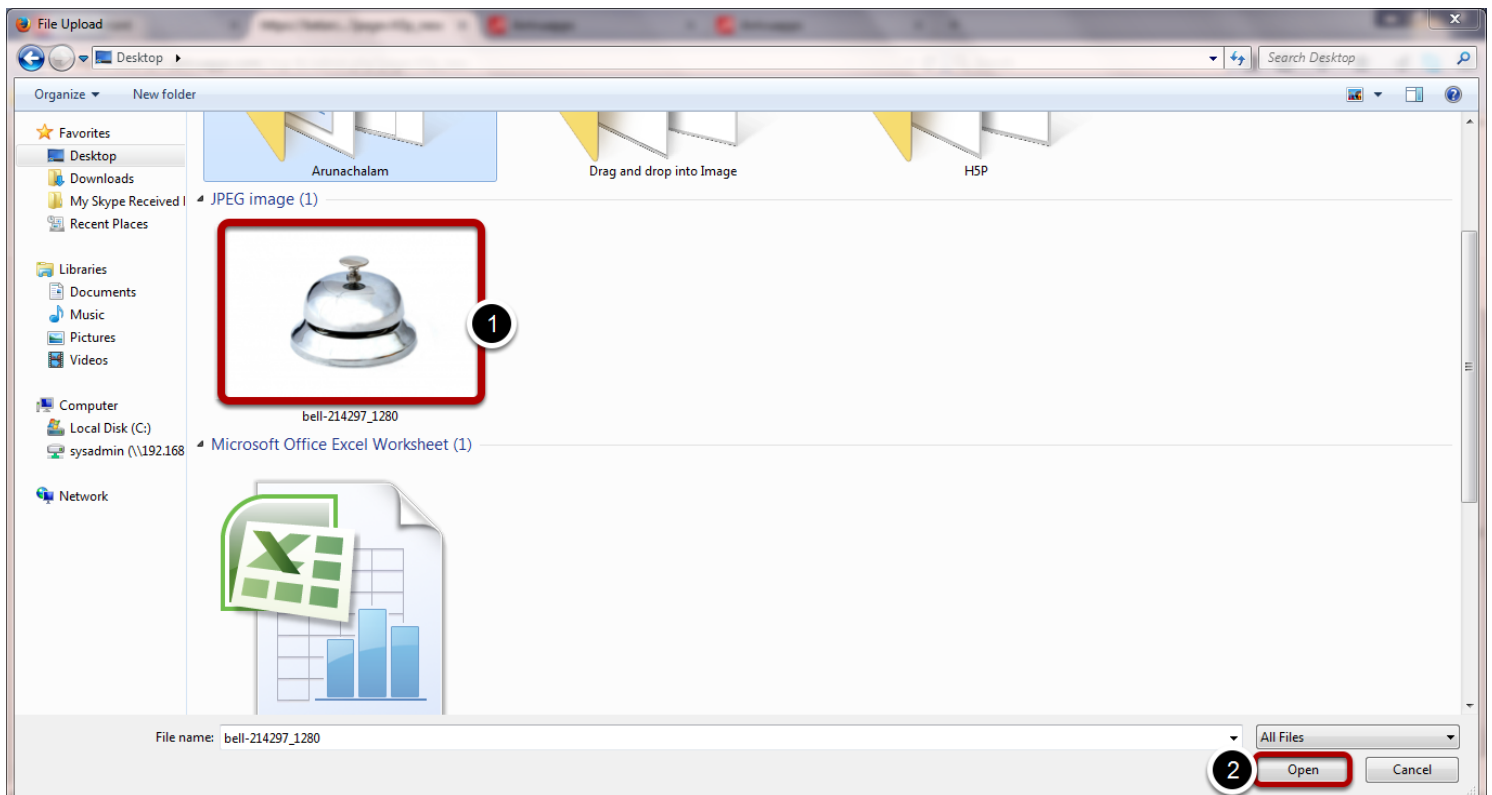 File Upload
Desktop
Search Desktop
Organize
New folder
Favorites
Desktop
Downloads
My Skype Received
Recent Places
Libraries
Documents
Music
Pictures
Videos
Computer
Local Disk (C:)
sysadmin (\\192.168
Network
Arunachalam
Drag and drop into Image
H5P
JPEG image (1)
1
bell-214297_1280
Microsoft Office Excel Worksheet (1)
File name: bell-214297_1280
All Files
2
Open
Cancel